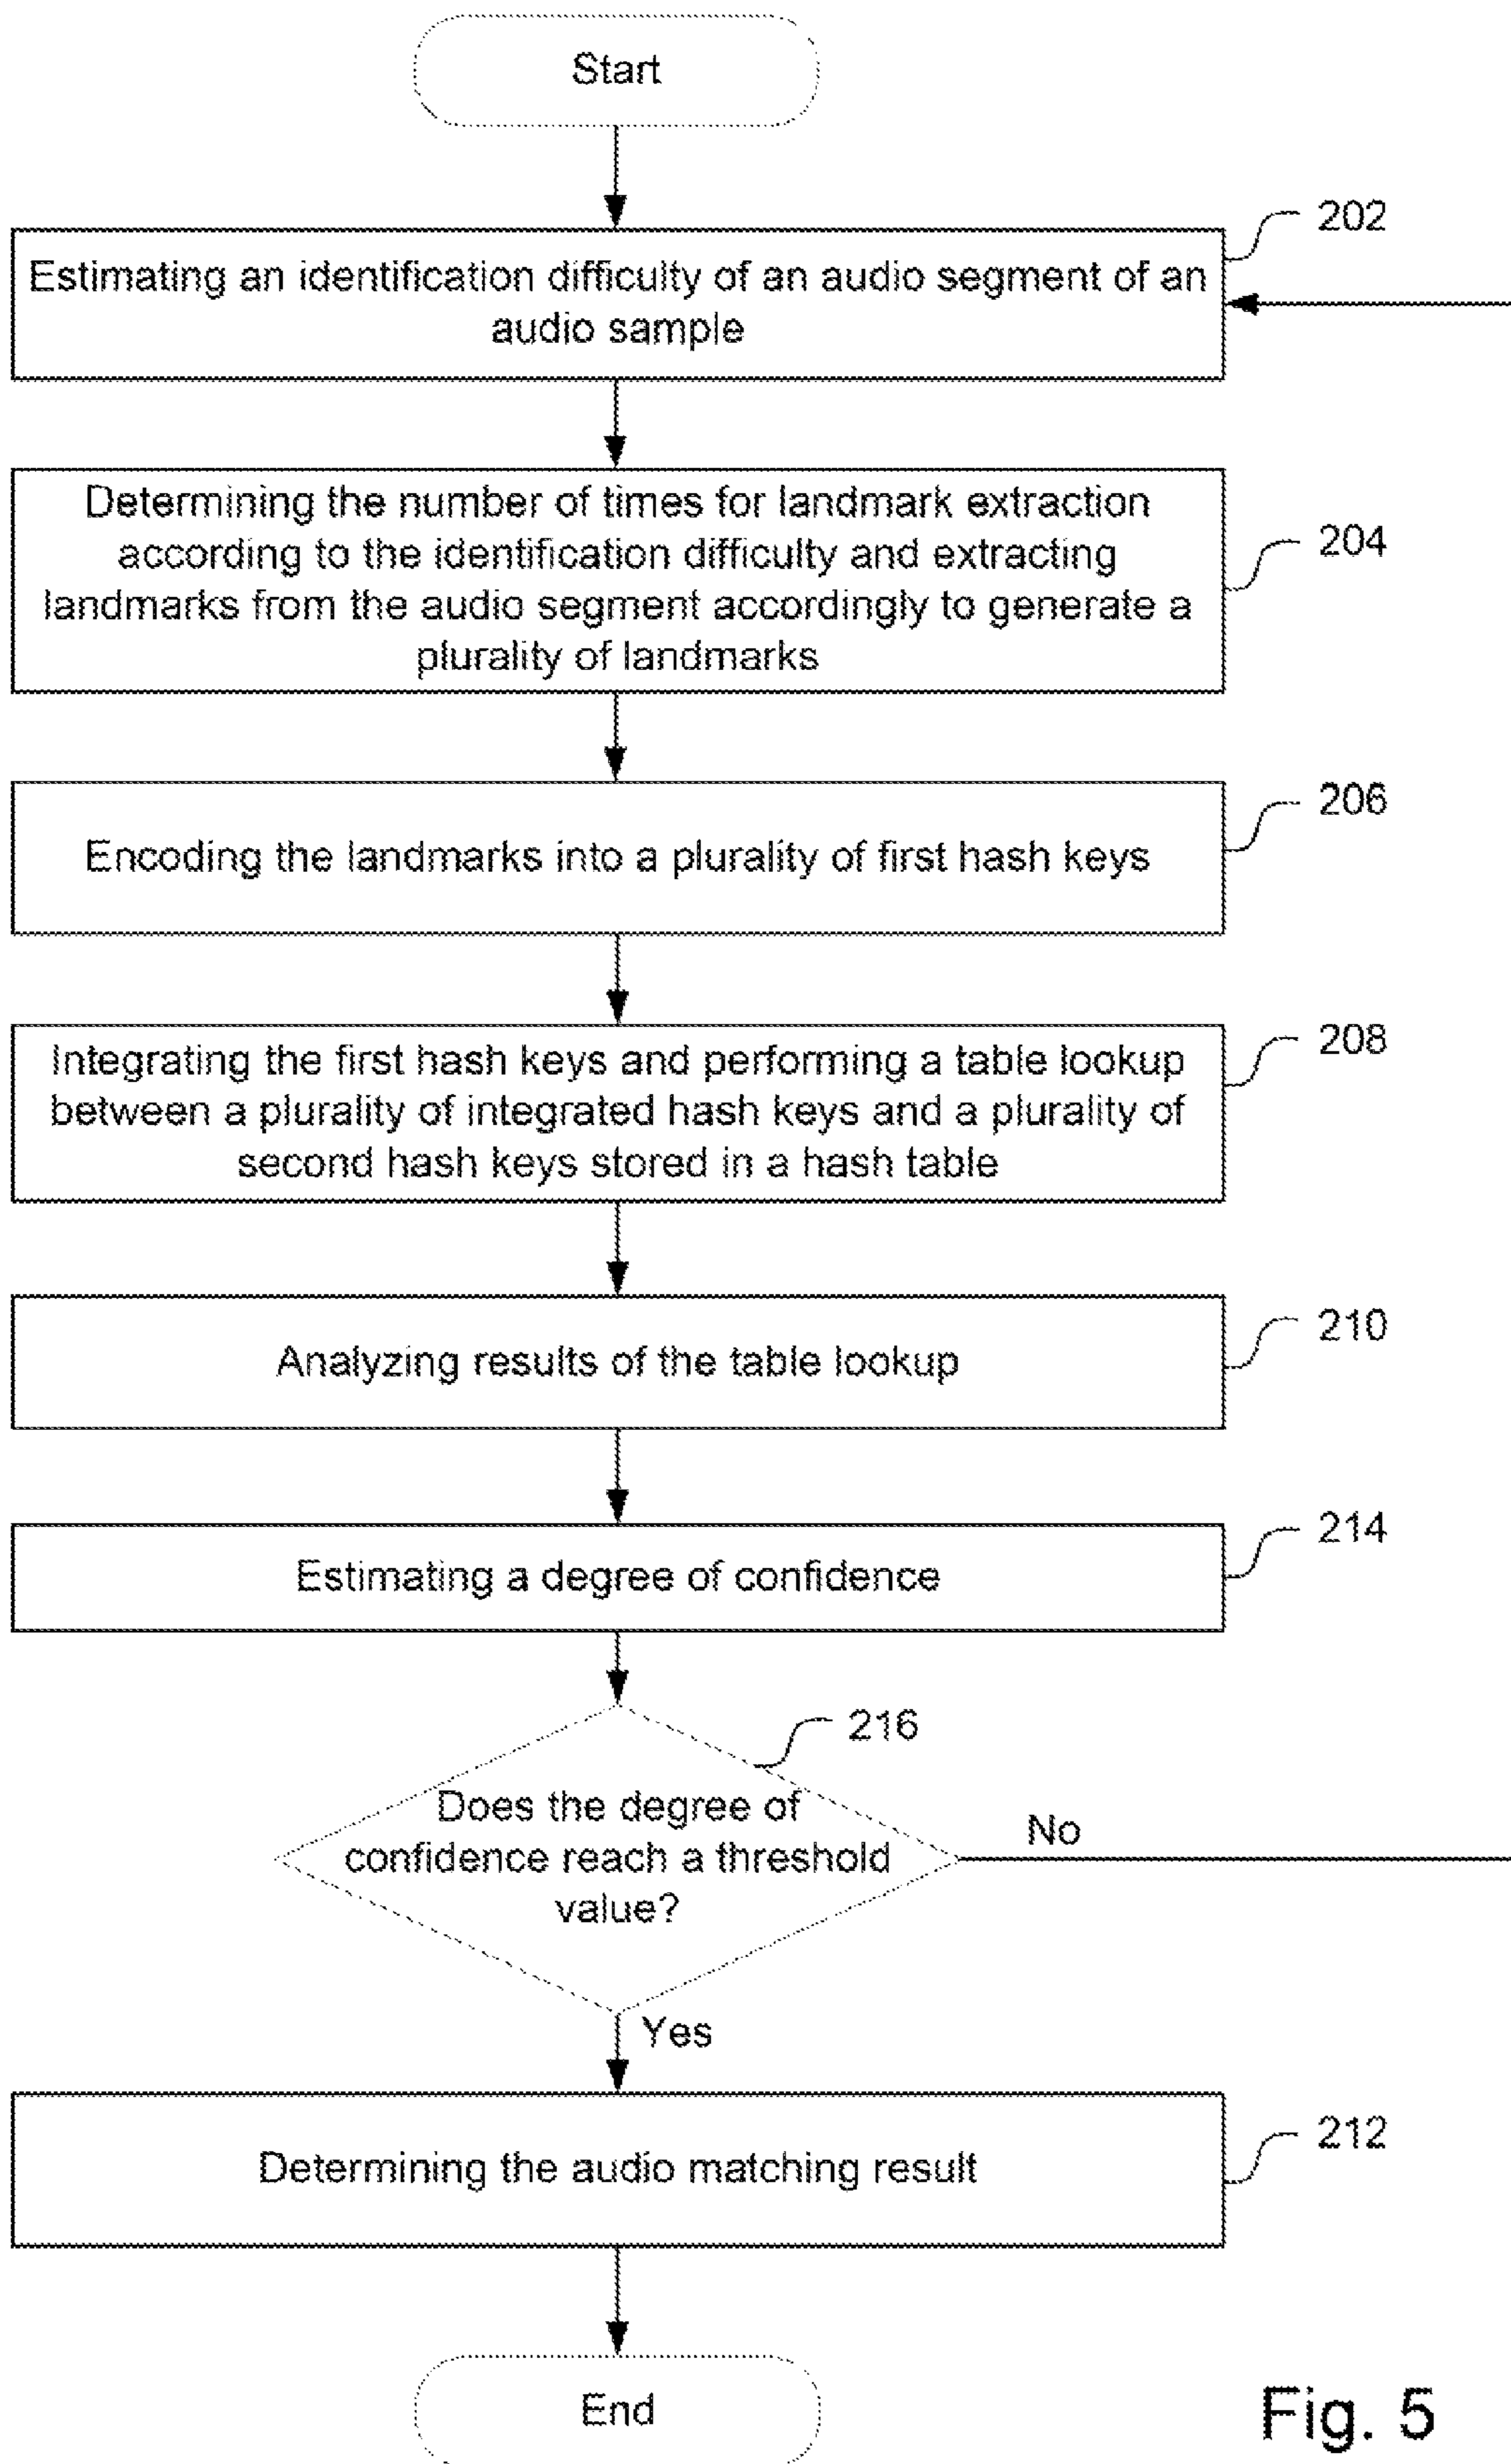 Start
202
Estimating an identification difficulty of an audio segment of an
audio sample
Determining the number of times for landmark extraction
according to the identification difficulty and extracting
landmarks from the audio segment accordingly to generate a
plurality of landmarks
204
206
Encoding the landmarks into a plurality of first hash keys
208
Integrating the first hash keys and performing a table lookup
between a plurality of integrated hash keys and a plurality of
second hash keys stored in a hash table
210
Analyzing results of the table lookup
214
Estimating a degree of confidence
216
Does the degree of
confidence reach a threshold
value?
No
Yes
212
Determining the audio matching result
End
Fig. 5